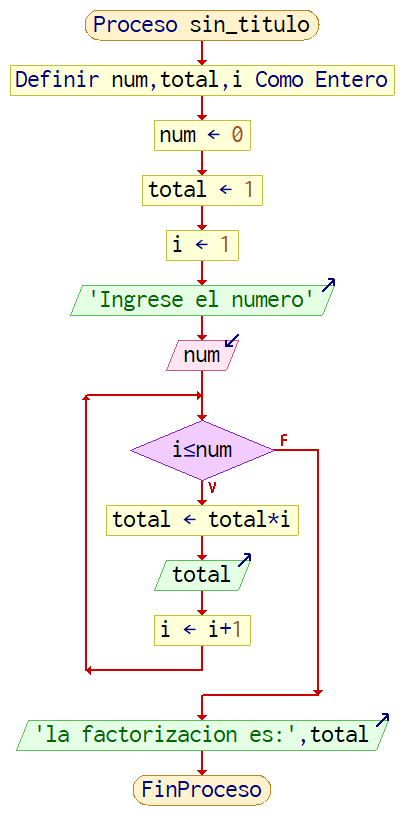 Proceso sin_titulo
Definir num,total,i Como Entero
num ← 0
total ← 1
i ← 1
'Ingrese el numero'
num
i≤num
F
V
total ← total*i
total
i ← i+1
'la factorizacion es:',total
FinProceso